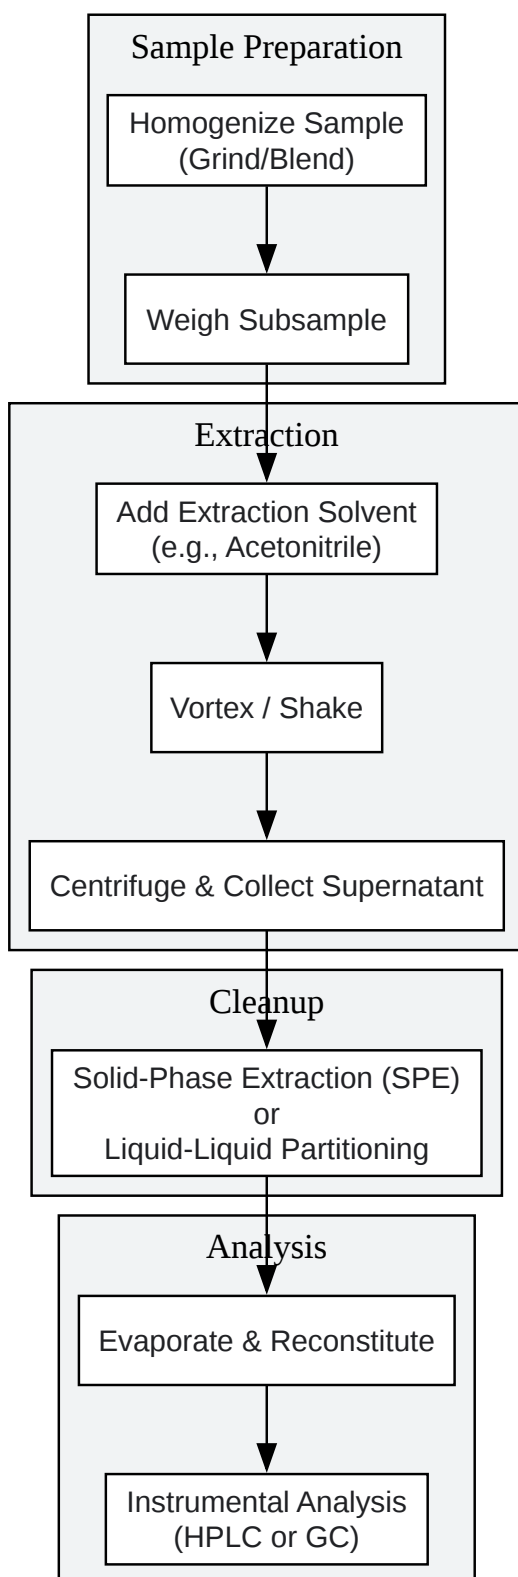 Sample Preparation
Homogenize Sample
(Grind/Blend)
Weigh Subsample
Extraction
Add Extraction Solvent
(e.g., Acetonitrile)
Vortex / Shake
Centrifuge & Collect Supernatant
Cleanup
Solid-Phase Extraction (SPE)
or
Liquid-Liquid Partitioning
Analysis
Evaporate & Reconstitute
Instrumental Analysis
(HPLC or GC)